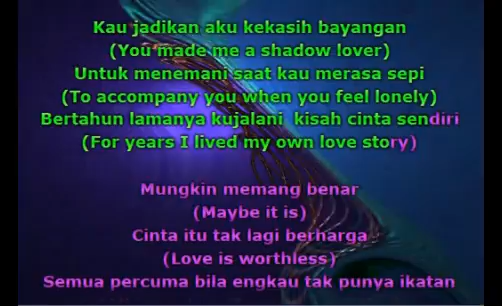 Kau jadikan aku kekasih bayangan
(You made me a shadow lover)
Untuk menemani saat kau merasa sepi
(To accompany you when you feel lonely)
Bertahun lamanya kujalani kisah cinta sendiri
(For years I lived my own love story)
Mungkin memang benar
(Maybe it is)
Cinta itu tak lagi berharga
(Love is worthless)
Semua percuma bila engkau tak punya ikatan